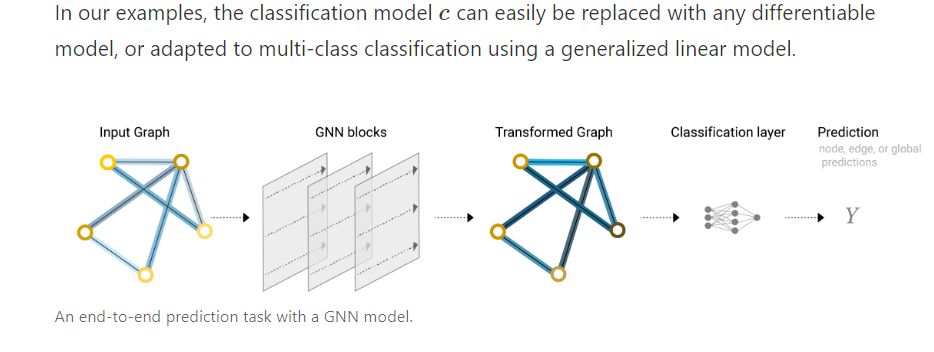 In our examples, the classification model c can easily be replaced with any differentiable
model, or adapted to multi-class classification using a generalized linear model.
Input Graph
GNN blocks
Transformed Graph
Classification layer
Prediction
node, edge, or global
predictions
Y
An end-to-end prediction task with a GNN model.